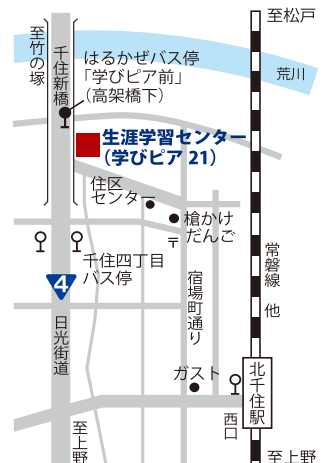 至松戸
至竹の塚
千住新橋
はるかぜバス停
「学びピア前」
(高架橋下)
荒川
生涯学習センター
(学びピア 21)
住区
センター
槍かけ
だんご
〒
千住四丁目
バス停
4
日光街道
宿場町通り
常磐線 他
ガスト
西口
北千住駅
至上野
至上野